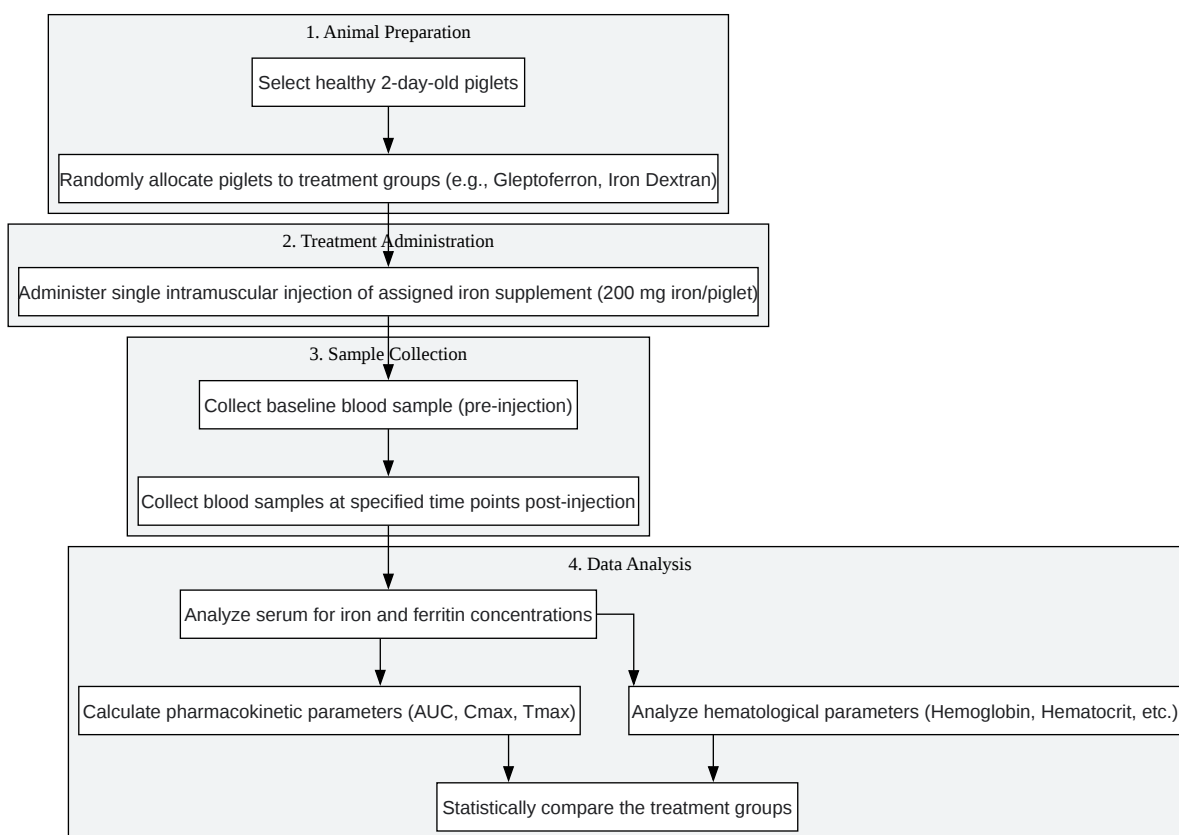 1. Animal Preparation
Select healthy 2-day-old piglets
Randomly allocate piglets to treatment groups (e.g., Gleptoferron, Iron Dextran)
2. Treatment Administration
Administer single intramuscular injection of assigned iron supplement (200 mg iron/piglet)
3. Sample Collection
Collect baseline blood sample (pre-injection)
Collect blood samples at specified time points post-injection
4. Data Analysis
Analyze serum for iron and ferritin concentrations
Calculate pharmacokinetic parameters (AUC, Cmax, Tmax)
Analyze hematological parameters (Hemoglobin, Hematocrit, etc.)
Statistically compare the treatment groups